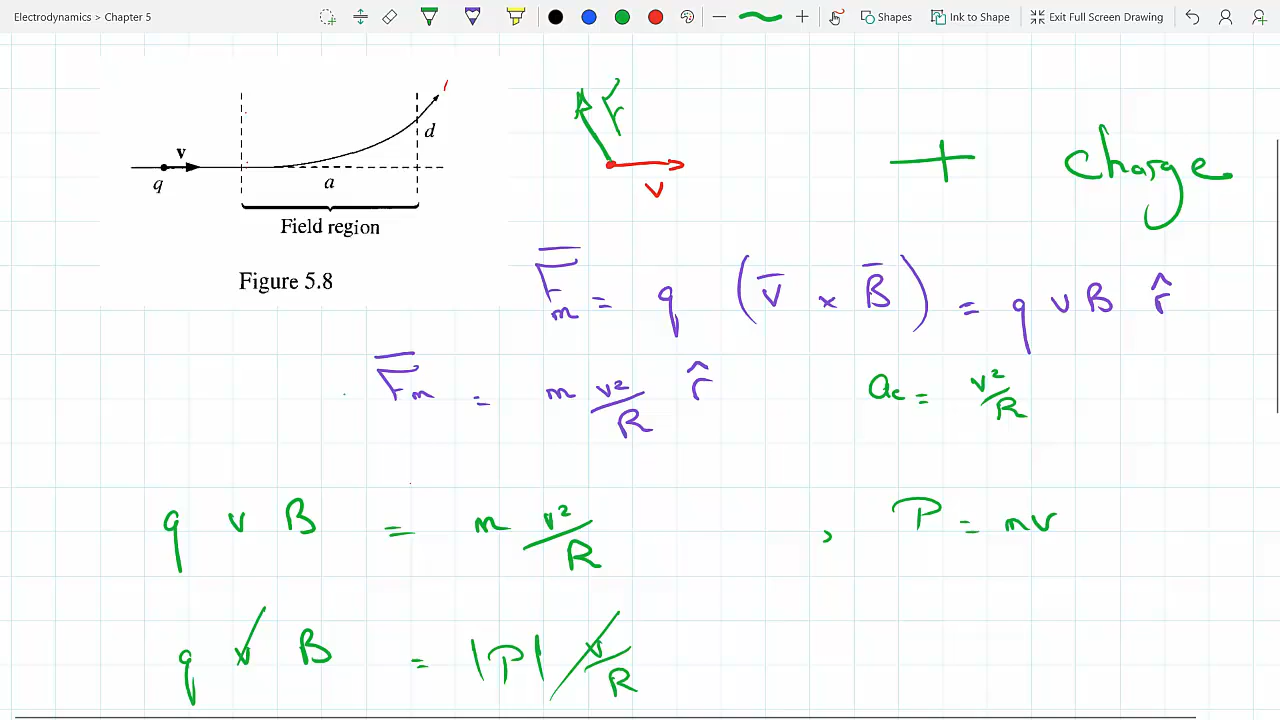 Electrodynamics > Chapter 5
Shapes
Ink to Shape
Exit Full Screen Drawing
v
q
a
d
Field region
Figure 5.8
r̂
v
+ charge
F̅m = q (v̅ × B̅) = q v B r̂
F̅m = m v²/R r̂
ac = v²/R
q v B = m v²/R , P = mv
q v B = |P| v/R